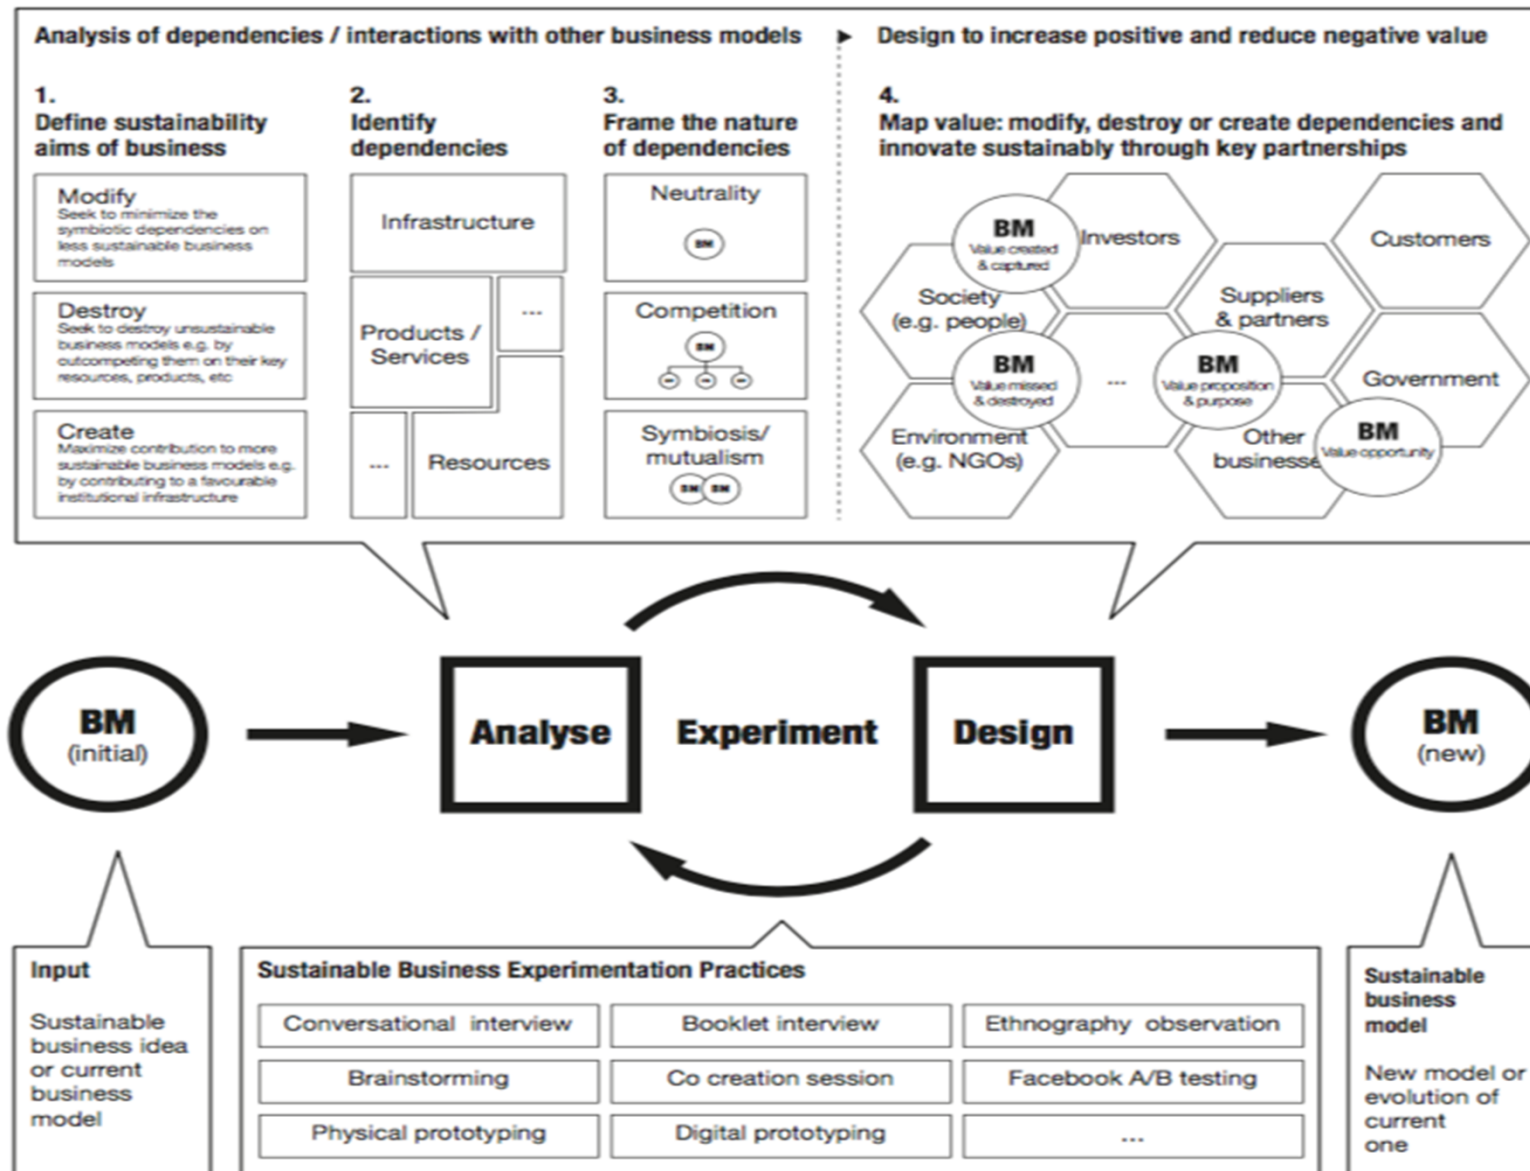 Analysis of dependencies / interactions with other business models
Design to increase positive and reduce negative value
1.
Define sustainability
aims of business
2.
Identify
dependencies
3.
Frame the nature
of dependencies
4.
Map value: modify, destroy or create dependencies and
innovate sustainably through key partnerships
Modify
Seek to minimize the
symbiotic dependencies on
less sustainable business
models
Destroy
Seek to destroy unsustainable
business models e.g. by
outcompeting them on their key
resources, products, etc
Create
Maximize contribution to more
sustainable business models e.g.
by contributing to a favourable
institutional infrastructure
Infrastructure
Products /
Services
...
...
Resources
Neutrality
BM
Competition
BM
Symbiosis/
mutualism
BM BM
BM
Value created
& captured
Investors
Customers
Society
(e.g. people)
Suppliers
& partners
BM
Value missed
& destroyed
...
BM
Value proposition
& purpose
Government
Environment
(e.g. NGOs)
Other
businesse
BM
Value opportunity
BM
(initial)
Analyse
Experiment
Design
BM
(new)
Input
Sustainable
business idea
or current
business
model
Sustainable Business Experimentation Practices
Conversational interview
Booklet interview
Ethnography observation
Brainstorming
Co creation session
Facebook A/B testing
Physical prototyping
Digital prototyping
...
Sustainable
business
model
New model or
evolution of
current
one